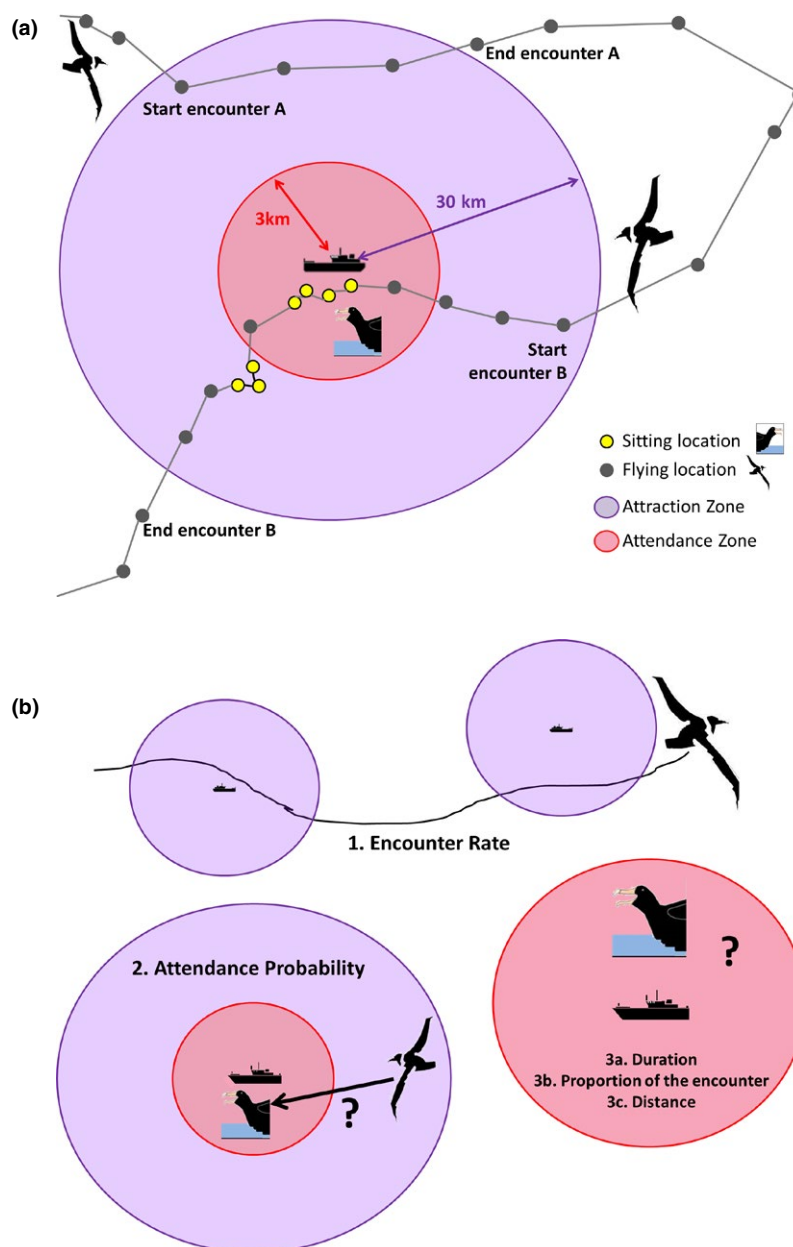 (a)
End encounter A
Start encounter A
30 km
3km
Start
encounter B
Sitting location
Flying location
End encounter B
Attraction Zone
Attendance Zone
(b)
1. Encounter Rate
2. Attendance Probability
?
?
3a. Duration
3b. Proportion of the encounter
3c. Distance